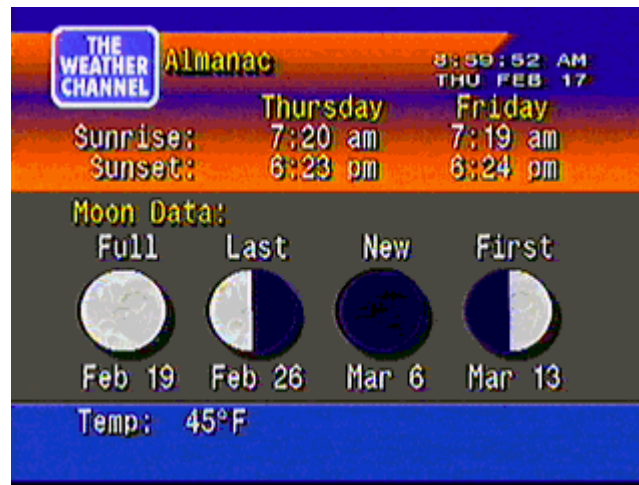 THE
WEATHER
CHANNEL
Almanac
8:59:52 AM
THU FEB 17
Thursday Friday
Sunrise: 7:20 am 7:19 am
Sunset: 6:23 pm 6:24 pm
Moon Data:
Full Last New First
Feb 19 Feb 26 Mar 6 Mar 13
Temp: 45°F